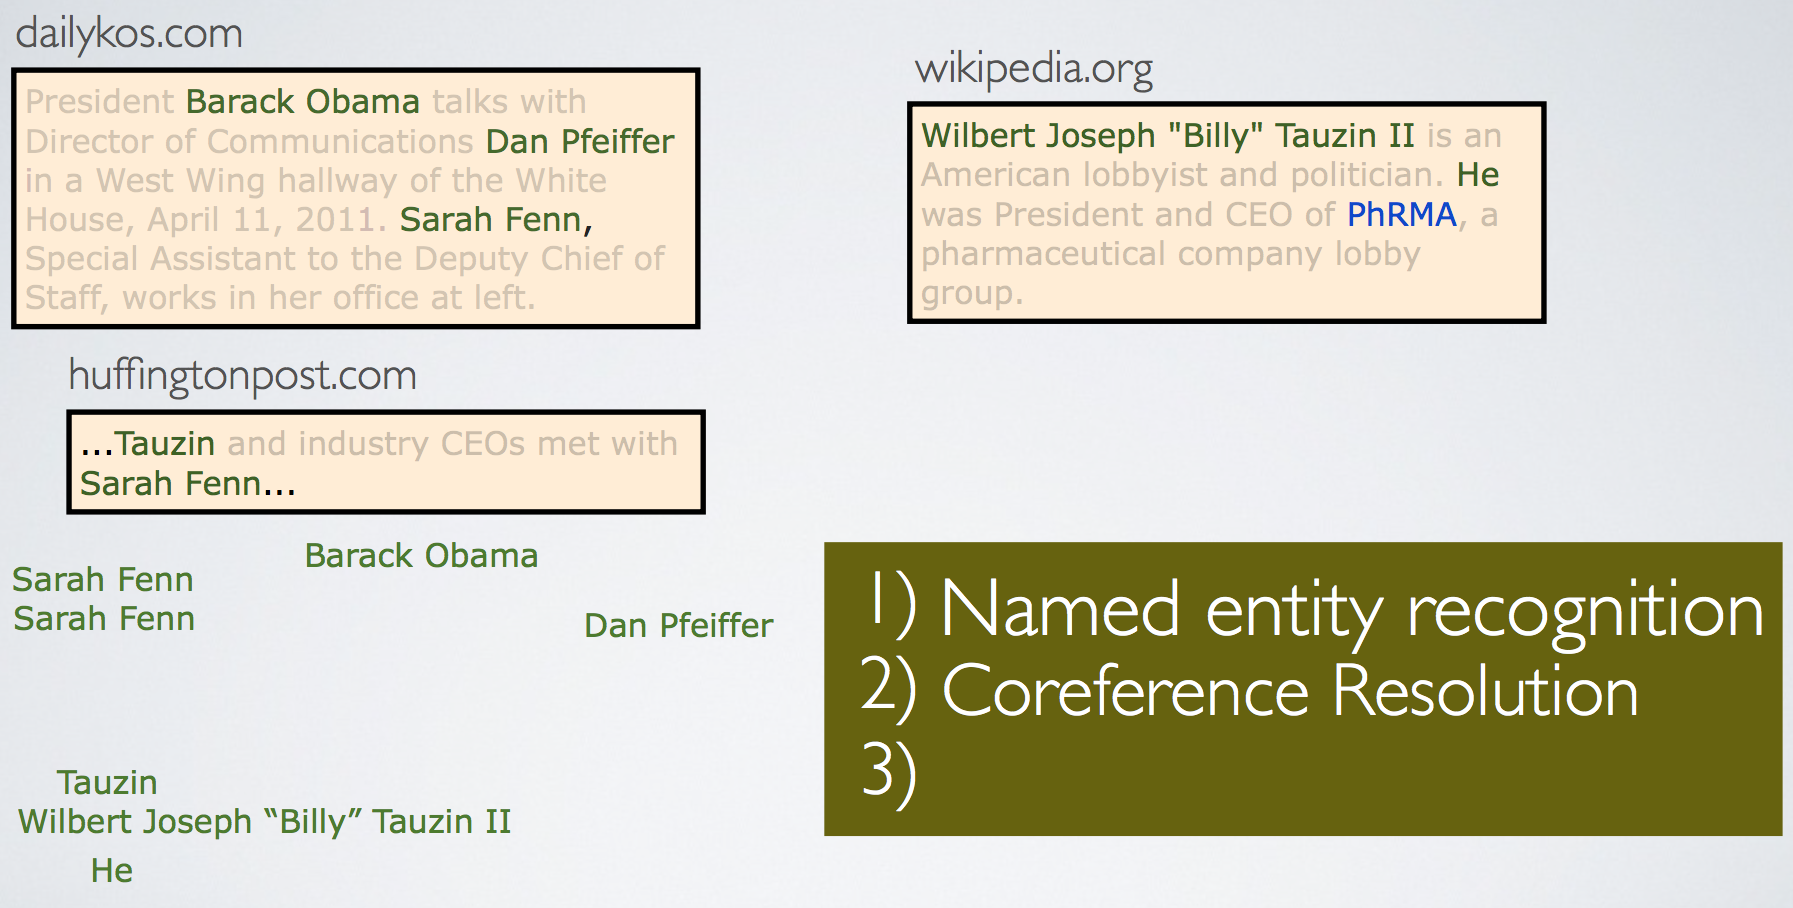 dailykos.com
President Barack Obama talks with
Director of Communications Dan Pfeiffer
in a West Wing hallway of the White
House, April 11, 2011. Sarah Fenn,
Special Assistant to the Deputy Chief of
Staff, works in her office at left.
wikipedia.org
Wilbert Joseph "Billy" Tauzin II is an
American lobbyist and politician. He
was President and CEO of PhRMA, a
pharmaceutical company lobby
group.
huffingtonpost.com
...Tauzin and industry CEOs met with
Sarah Fenn...
Barack Obama
Sarah Fenn
Sarah Fenn
Dan Pfeiffer
Tauzin
Wilbert Joseph “Billy” Tauzin II
He
1) Named entity recognition
2) Coreference Resolution
3)